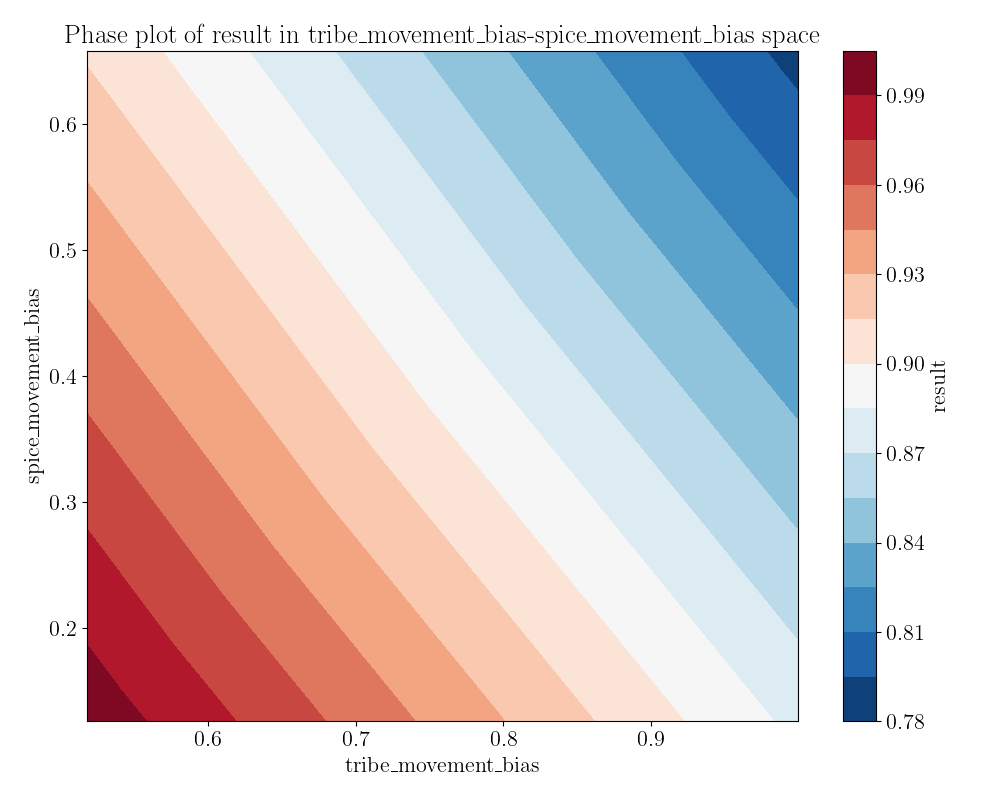 Phase plot of result in tribe_movement_bias-spice_movement_bias space
0.6
0.5
0.4
0.3
0.2
spice_movement_bias
0.6 0.7 0.8 0.9
tribe_movement_bias
0.99
0.96
0.93
0.90
0.87
0.84
0.81
0.78
result